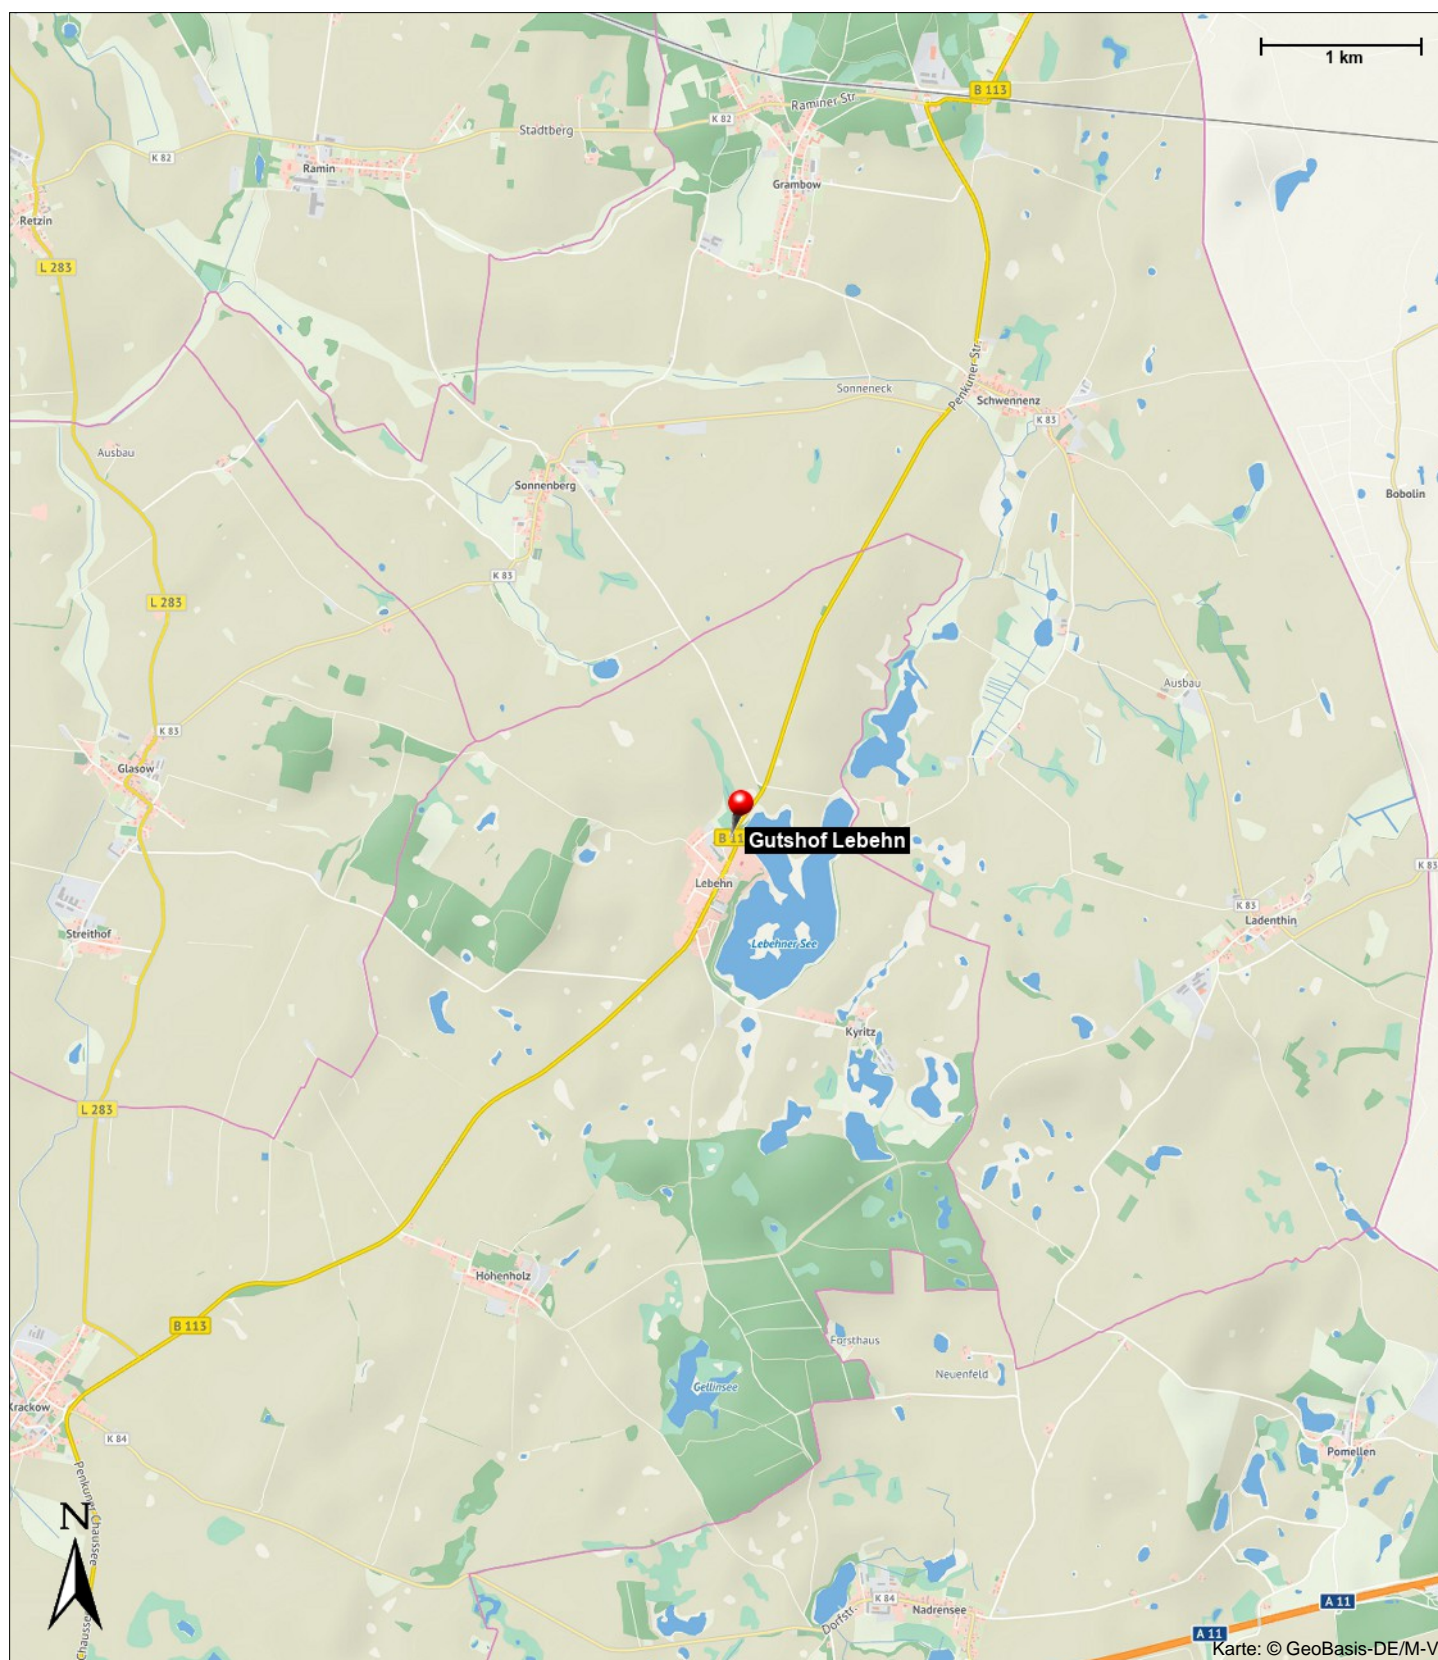 1 km
B 113
Raminer Str.
K 82
Stadtberg
K 82
Ramin
Grambow
Retzin
L 283
Penkuner Str.
Sonneneck
Schwennenz
K 83
Ausbau
Sonnenberg
Bobolin
K 83
L 283
Ausbau
K 83
Glasow
B 11
Gutshof Lebehn
K 83
Lebehn
K 83
Ladenthin
Streithof
Lebehner See
Kyritz
L 283
Hohenholz
B 113
Forsthaus
Neuenfeld
Gellinsee
Krackow
K 84
Pomellen
Penkuner Chaussee
N
Chaussee
K 84
Nadrensee
Dorfstr.
A 11
A 11
Karte: © GeoBasis-DE/M-V